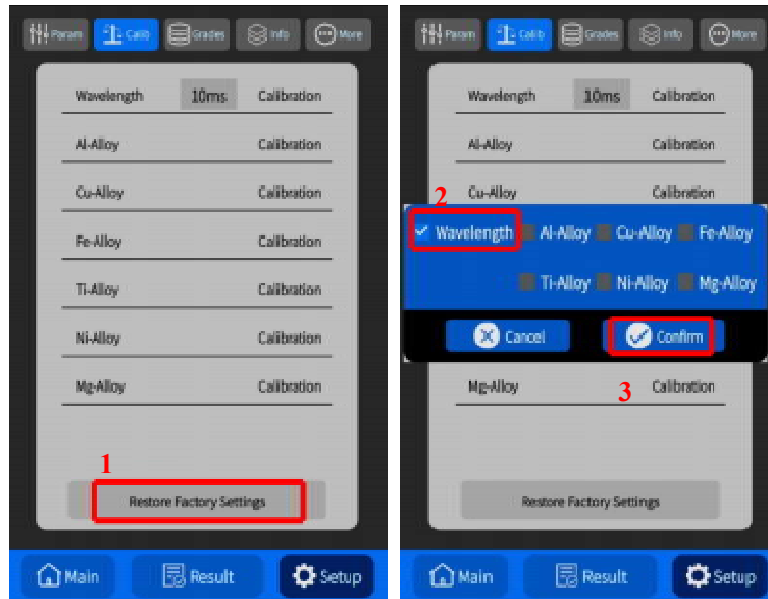 Param Calib Grades Info More
Wavelength 10ms Calibration
Al-Alloy Calibration
Cu-Alloy Calibration
Fe-Alloy Calibration
Ti-Alloy Calibration
Ni-Alloy Calibration
Mg-Alloy Calibration
1
Restore Factory Settings
Main Result Setup
Param Calib Grades Info More
Wavelength 10ms Calibration
Al-Alloy Calibration
Cu-Alloy Calibration
2
Wavelength Al-Alloy Cu-Alloy Fe-Alloy
Ti-Alloy Ni-Alloy Mg-Alloy
Cancel Confirm
Mg-Alloy 3 Calibration
Restore Factory Settings
Main Result Setup